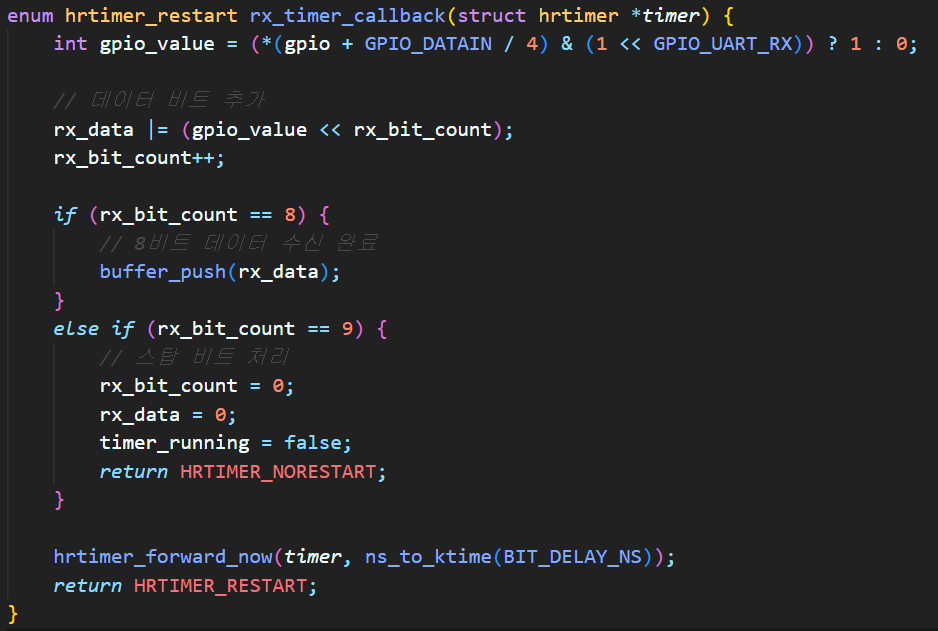 enum hrtimer_restart rx_timer_callback(struct hrtimer *timer) {
    int gpio_value = (*(gpio + GPIO_DATAIN / 4) & (1 << GPIO_UART_RX)) ? 1 : 0;

    // 데이터 비트 추가
    rx_data |= (gpio_value << rx_bit_count);
    rx_bit_count++;

    if (rx_bit_count == 8) {
        // 8비트 데이터 수신 완료
        buffer_push(rx_data);
    }
    else if (rx_bit_count == 9) {
        // 스탑 비트 처리
        rx_bit_count = 0;
        rx_data = 0;
        timer_running = false;
        return HRTIMER_NORESTART;
    }

    hrtimer_forward_now(timer, ns_to_ktime(BIT_DELAY_NS));
    return HRTIMER_RESTART;
}